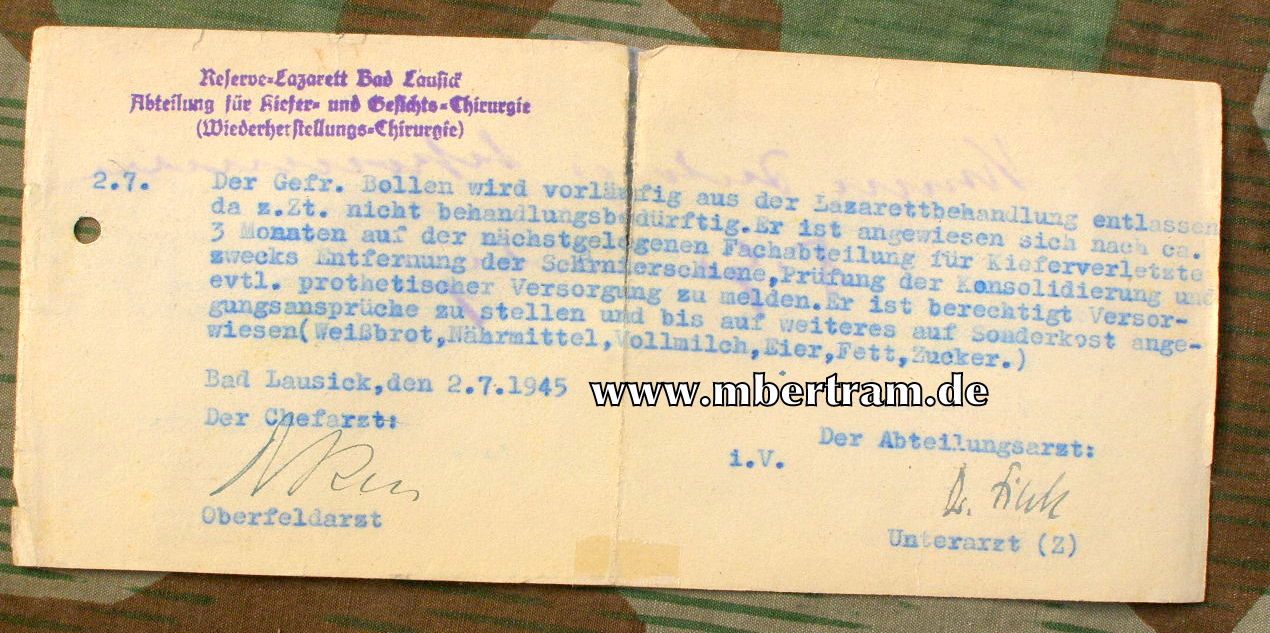 Reserve-Lazarett Bad Lausick
Abteilung für Kiefer- und Gesichts-Chirurgie
(Wiederherstellungs-Chirurgie)
2.7. Der Gefr. Bollen wird vorläufig aus der Lazarettbehandlung entlassen
da z.Zt. nicht behandlungsbedürftig.Er ist angewiesen sich nach ca.
3 Monaten auf der nächstgelegenen Fachabteilung für Kieferverletzte
zwecks Entfernung der Schrniterschiene,Prüfung der Konsolidierung und
evtl. prothetischer Versorgung zu melden.Er ist berechtigt Versor-
gungsansprüche zu stellen und bis auf weiteres auf Sonderkost ange-
wiesen(Weißbrot,Nährmittel,Vollmilch,Eier,Fett,Zucker.)
Bad Lausick,den 2.7.1945
www.mbertram.de
Der Chefarzt:
Der Abteilungsarzt:
i.V.
Dr.
Oberfeldarzt
Unterarzt (Z)